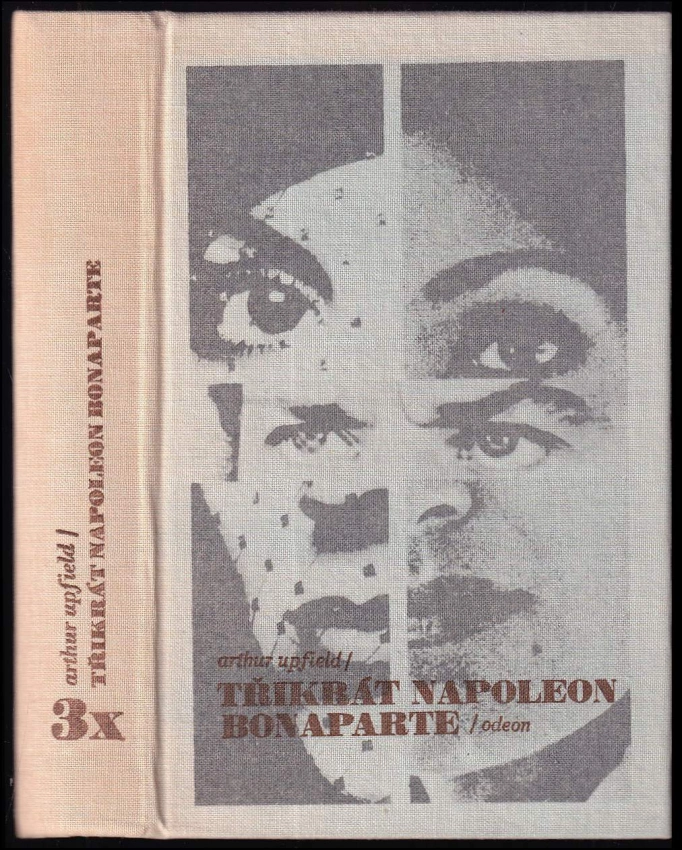 arthur upfield /
TŘIKRÁT NAPOLEON BONAPARTE
3x
arthur upfield /
TŘIKRÁT NAPOLEON
BONAPARTE / odeon